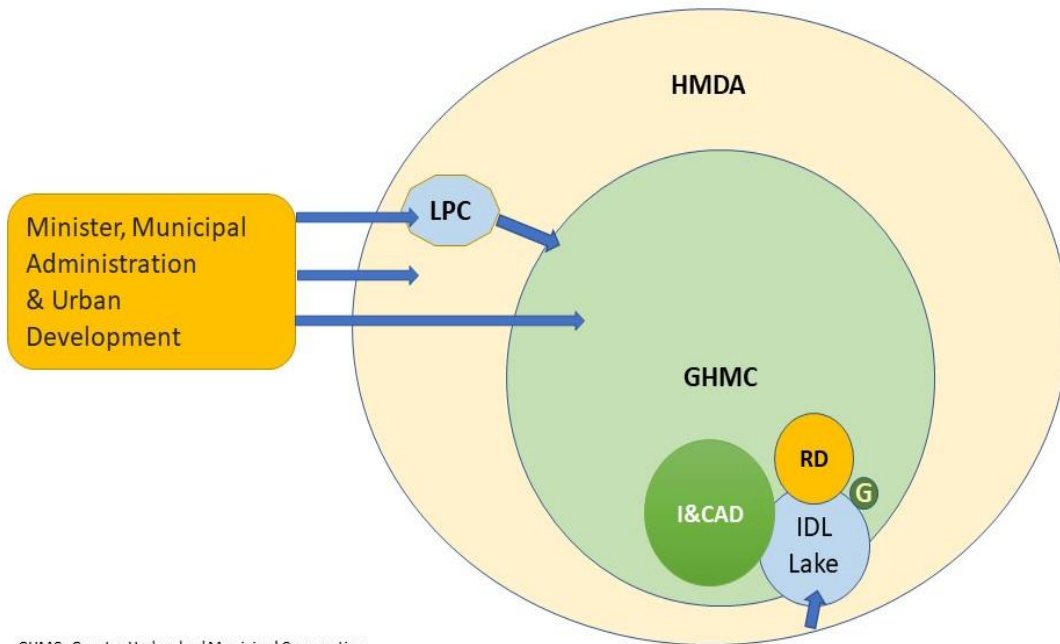 HMDA
LPC
Minister, Municipal
Administration
& Urban
Development
GHMC
RD
G
I&CAD
IDL
Lake